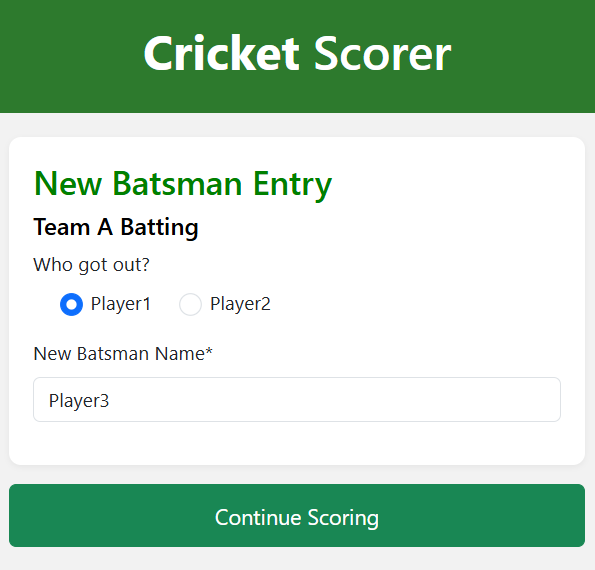 Cricket Scorer
New Batsman Entry
Team A Batting
Who got out?
Player1 Player2
New Batsman Name*
Player3
Continue Scoring